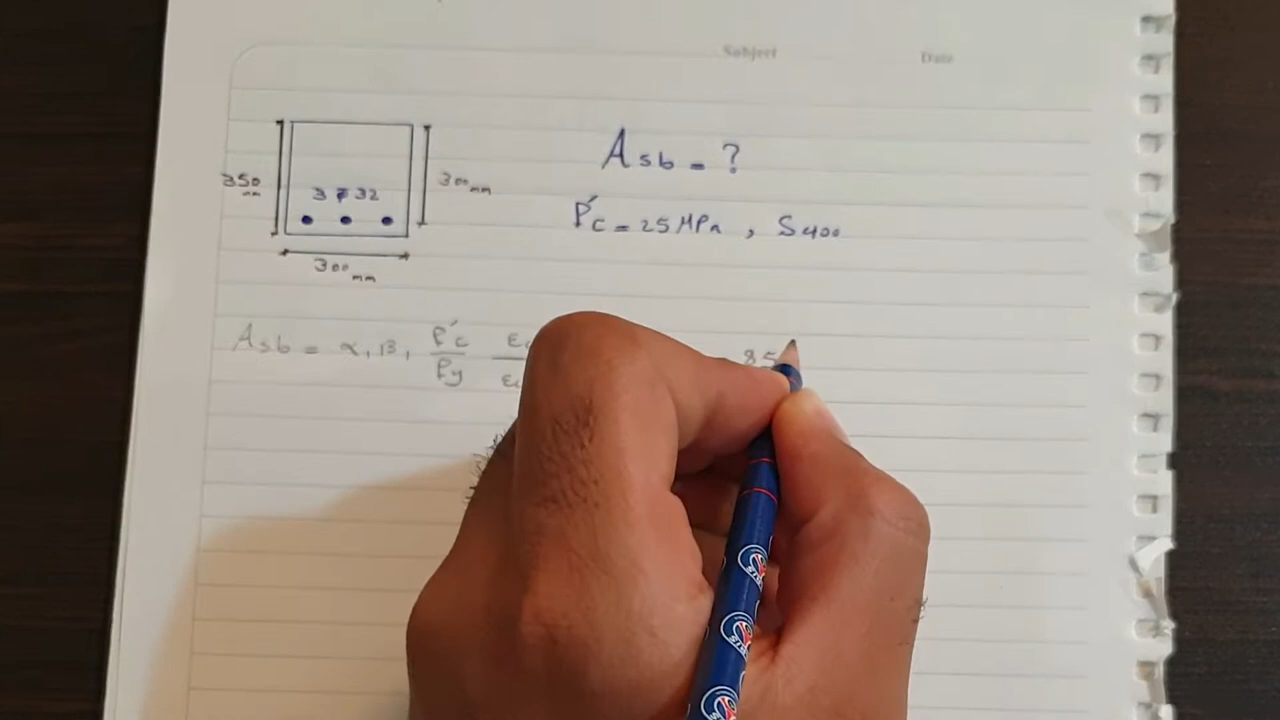 Subject Date
Asb = ?
350 mm
3 Φ 32
300 mm
f'c = 25 MPa , S400
300 mm
Asb = α1 β1 f'c/fy
85